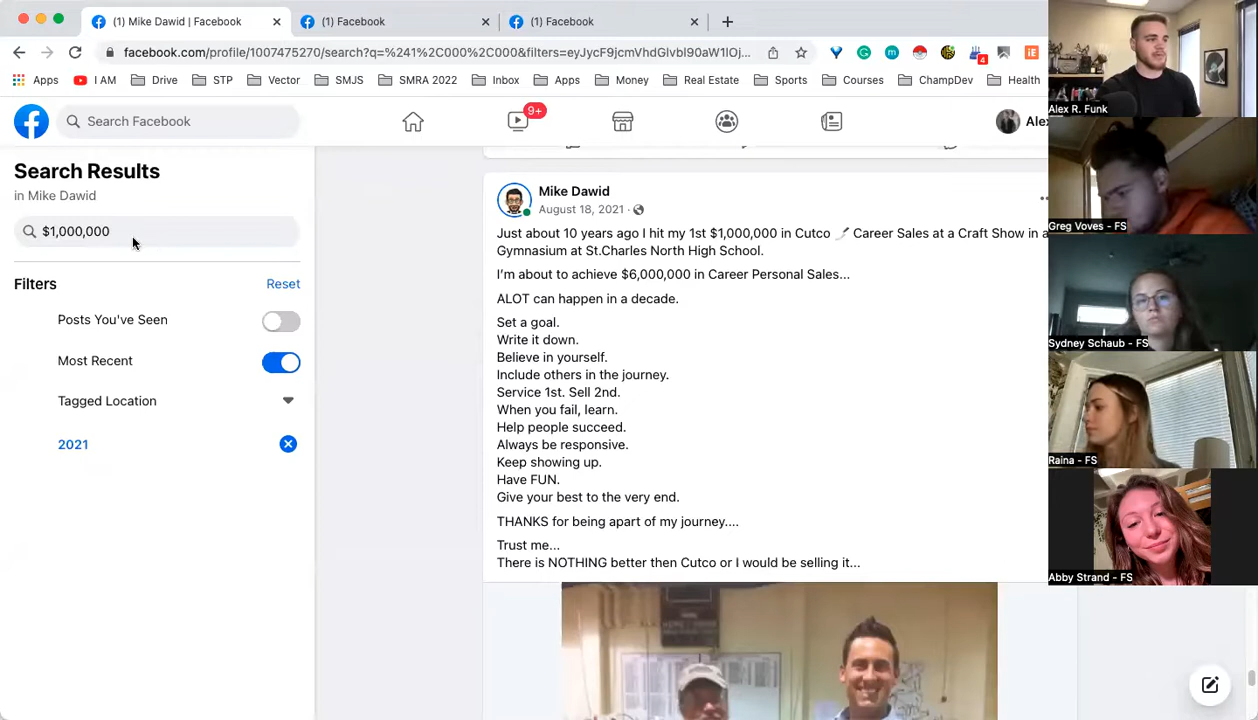 (1) Mike Dawid | Facebook
(1) Facebook
(1) Facebook
facebook.com/profile/1007475270/search?q=%241%2C000%2C000&filters=eyJycF9jcmVhdGlvbl90aW1lIOj...
4
IE
Apps
I AM
Drive
STP
Vector
SMJS
SMRA 2022
Inbox
Apps
Money
Real Estate
Sports
Courses
ChampDev
Health
Search Facebook
9+
Alex
Search Results
in Mike Dawid
$1,000,000
Filters
Reset
Posts You've Seen
Most Recent
Tagged Location
2021
Mike Dawid
August 18, 2021 ·
Just about 10 years ago I hit my 1st $1,000,000 in Cutco 🔪 Career Sales at a Craft Show in a
Gymnasium at St.Charles North High School.
I'm about to achieve $6,000,000 in Career Personal Sales...
ALOT can happen in a decade.
Set a goal.
Write it down.
Believe in yourself.
Include others in the journey.
Service 1st. Sell 2nd.
When you fail, learn.
Help people succeed.
Always be responsive.
Keep showing up.
Have FUN.
Give your best to the very end.
THANKS for being apart of my journey....
Trust me...
There is NOTHING better then Cutco or I would be selling it...
Alex R. Funk
Greg Voves - FS
Sydney Schaub - FS
Raina - FS
Abby Strand - FS